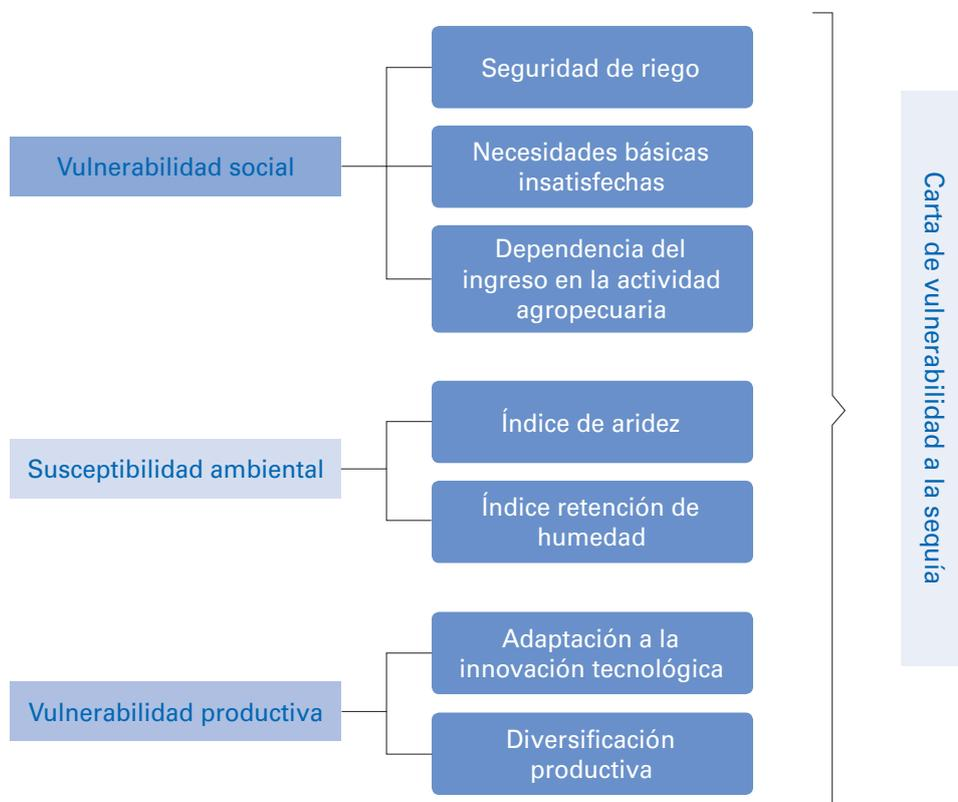 Vulnerabilidad social
Seguridad de riego
Necesidades básicas
insatisfechas
Dependencia del
ingreso en la actividad
agropecuaria
Susceptibilidad ambiental
Índice de aridez
Índice retención de
humedad
Vulnerabilidad productiva
Adaptación a la
innovación tecnológica
Diversificación
productiva
Carta de vulnerabilidad a la sequía